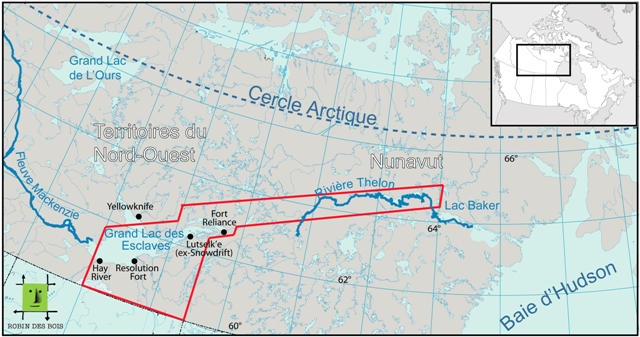 Grand Lac
de L'Ours
Cercle Arctique
Territoires du
Nord-Ouest
Nunavut
66°
Fleuve Mackenzie
Rivière Thelon
Yellowknife
Fort
Reliance
Lac Baker
Grand Lac des
Esclaves
Lutselk'e
(ex-Snowdrift)
64°
Hay
River
Resolution
Fort
62°
Baie d'Hudson
60°
ROBIN DES BOIS